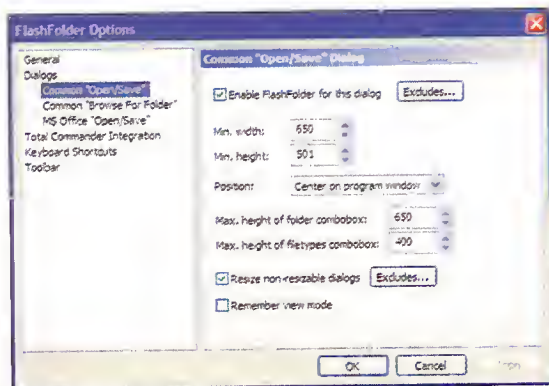 FlashFolder Options
General
Dialogs
Common "Open/Save"
Common "Browse For Folder"
MS Office "Open/Save"
Total Commander Integration
Keyboard Shortcuts
Toolbar
Common "Open/Save" Dialog
Enable FlashFolder for this dialog Excludes...
Min. width: 650
Min. height: 501
Position: Center on program window
Max. height of folder combobox: 650
Max. height of filetypes combobox: 400
Resize non-resizable dialogs Excludes...
Remember view mode
OK Cancel